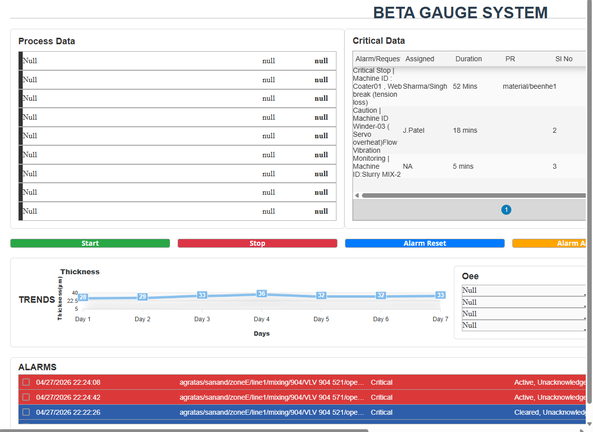 BETA GAUGE SYSTEM
Process Data
Null null null
Null null null
Null null null
Null null null
Null null null
Null null null
Null null null
Null null null
Null null null
Critical Data
Alarm/Reques Assigned Duration PR Sl No
Critical Stop |
Machine ID :
Coater01 , Web Sharma/Singh 52 Mins material/beenhe1
break (tension
loss)
Caution |
Machine ID
Winder-03 ( J.Patel 18 mins 2
Servo
overheat)Flow
Vibration
Monitoring |
Machine NA 5 mins 3
ID:Slurry MIX-2
1
Start Stop Alarm Reset Alarm A
TRENDS
Thickness
Thickness(μm)
40
22.5
5
28 29 33 36 32 32 33
Day 1 Day 2 Day 3 Day 4 Day 5 Day 6 Day 7
Days
Oee
Null
Null
Null
Null
ALARMS
04/27/2026 22:24:08 agratas/sanand/zoneE/line1/mixing/904/VLV 904 521/ope... Critical Active, Unacknowledge
04/27/2026 22:24:42 agratas/sanand/zoneE/line1/mixing/904/VLV 904 521/ope... Critical Active, Unacknowledge
04/27/2026 22:22:26 agratas/sanand/zoneE/line1/mixing/904/VLV 904 521/ope... Critical Cleared, Unacknowledg